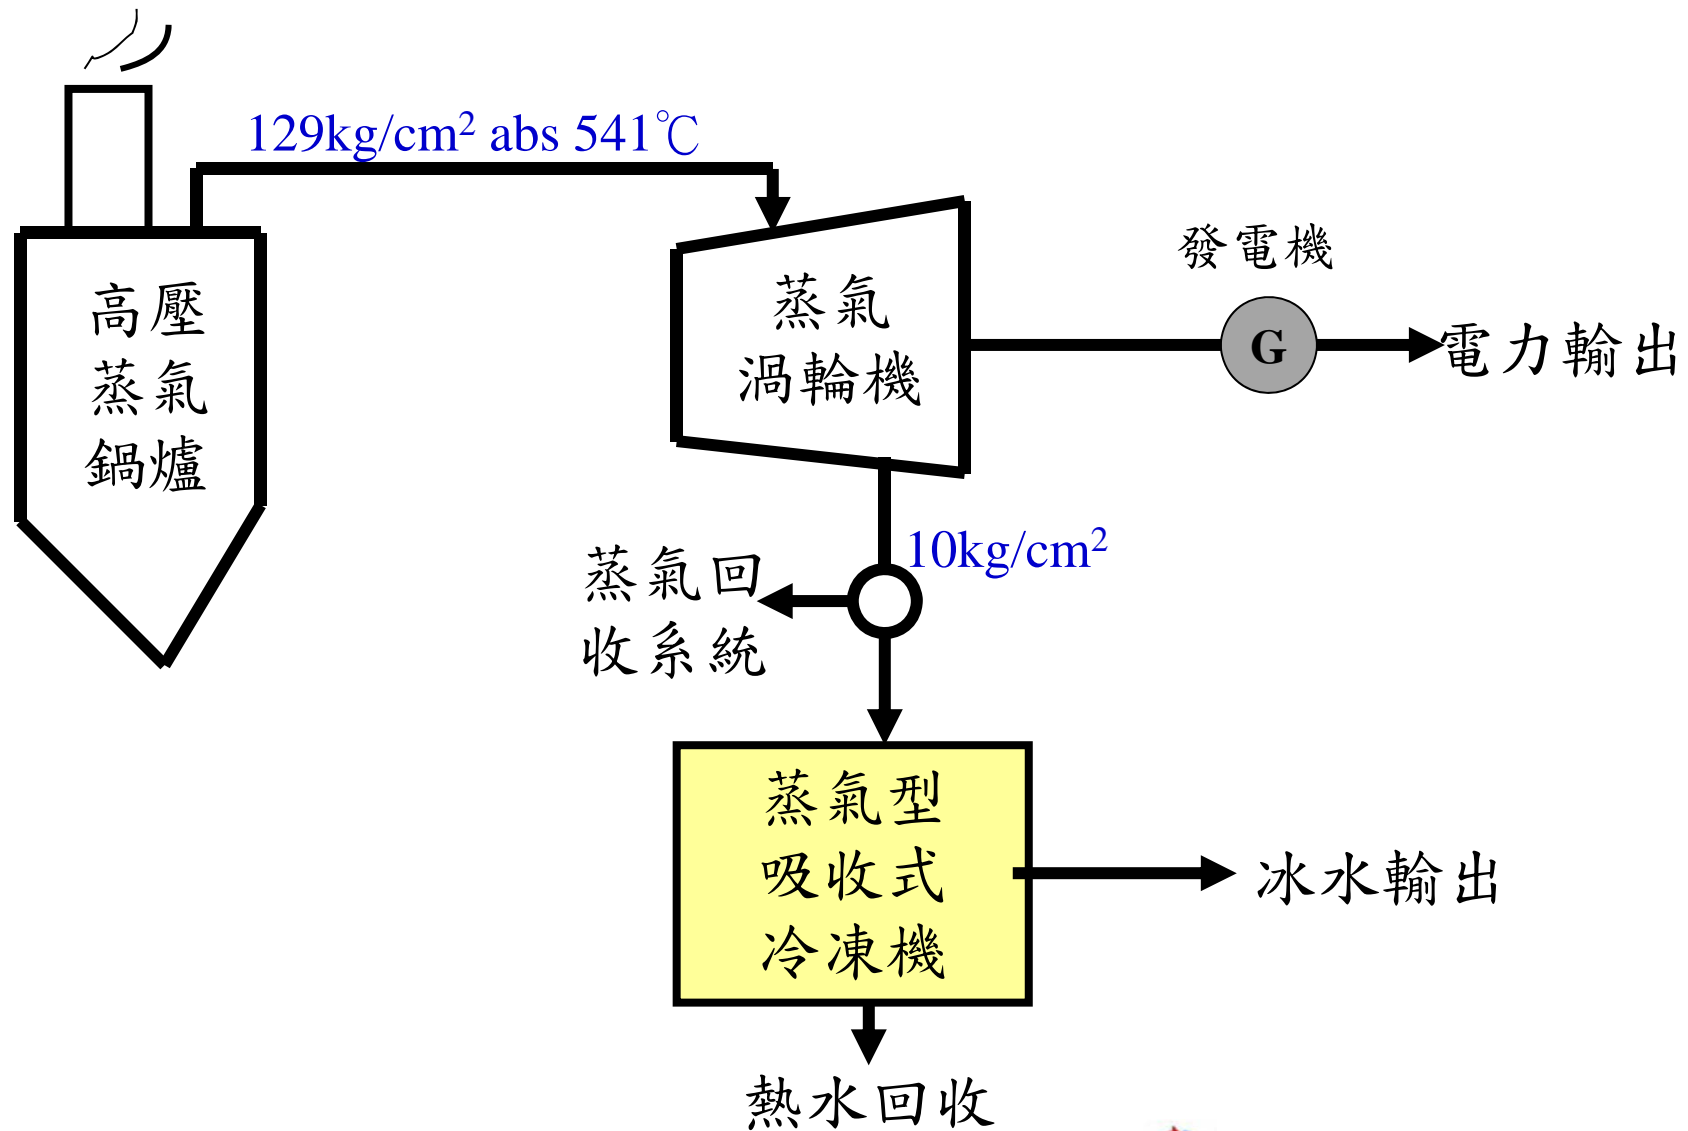 129kg/cm² abs 541℃
高壓
蒸氣
鍋爐
蒸氣
渦輪機
發電機
G
電力輸出
10kg/cm²
蒸氣回
收系統
蒸氣型
吸收式
冷凍機
冰水輸出
熱水回收